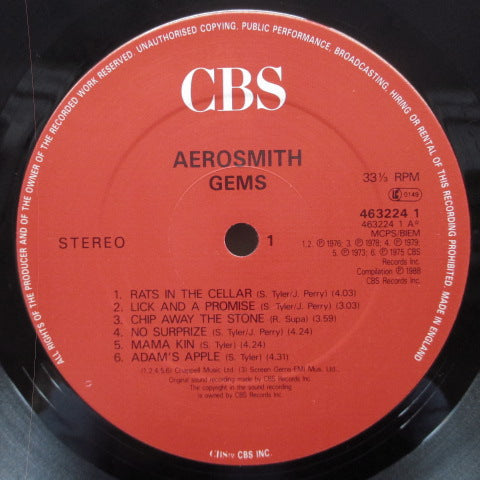 ALL RIGHTS OF THE PRODUCER AND OF THE OWNER OF THE RECORDED WORK RESERVED. UNAUTHORISED COPYING, PUBLIC PERFORMANCE, BROADCASTING, HIRING OR RENTAL OF THIS RECORDING PROHIBITED. MADE IN ENGLAND
CBS
AEROSMITH
GEMS
33⅓ RPM
LC 0149
463224 1
463224 1 A⁰
MCPS/BIEM
1,2. ℗ 1976; 3. ℗ 1978; 4. ℗ 1979;
5. ℗ 1973; 6. ℗ 1975 CBS
Records Inc.
Compilation ℗ 1988
CBS Records Inc.
STEREO
1
1. RATS IN THE CELLAR (S. Tyler/J. Perry) (4.03)
2. LICK AND A PROMISE (S. Tyler/J. Perry) (3.03)
3. CHIP AWAY THE STONE (R. Supa) (3.59)
4. NO SURPRIZE (S. Tyler/J. Perry) (4.24)
5. MAMA KIN (S. Tyler) (4.24)
6. ADAM'S APPLE (S. Tyler) (4.31)
(1,2,4,5,6) Chappell Music Ltd. (3) Screen Gems-EMI Mus. Ltd.,
Original sound recording made by CBS Records Inc.
The copyright in the sound recording
is owned by CBS Records Inc.
CBS CBS INC.